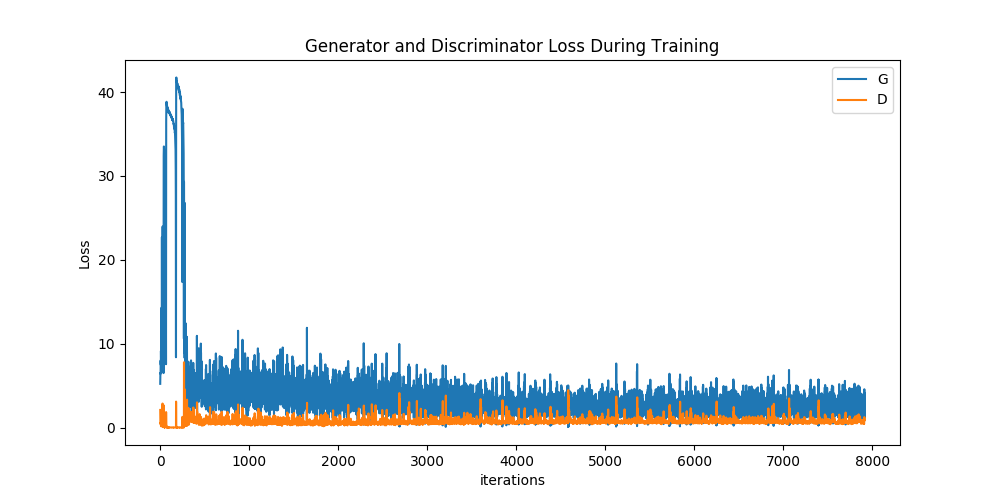 Generator and Discriminator Loss During Training
G
D
40
30
20
10
0
Loss
0 1000 2000 3000 4000 5000 6000 7000 8000
iterations